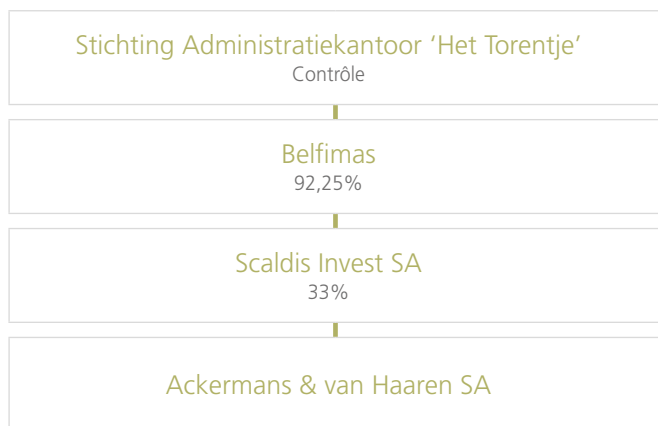 Stichting Administratiekantoor ‘Het Torentje’
Contrôle
Belfimas
92,25%
Scaldis Invest SA
33%
Ackermans & van Haaren SA